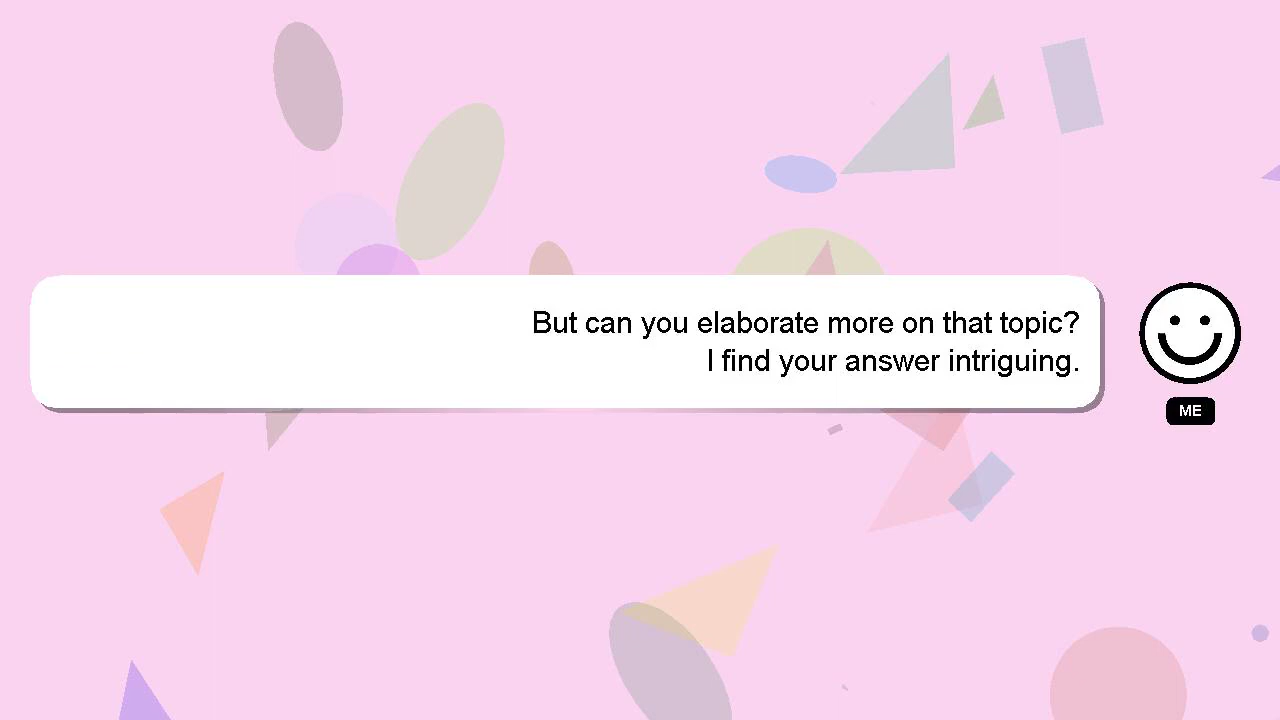 But can you elaborate more on that topic?
I find your answer intriguing.
ME